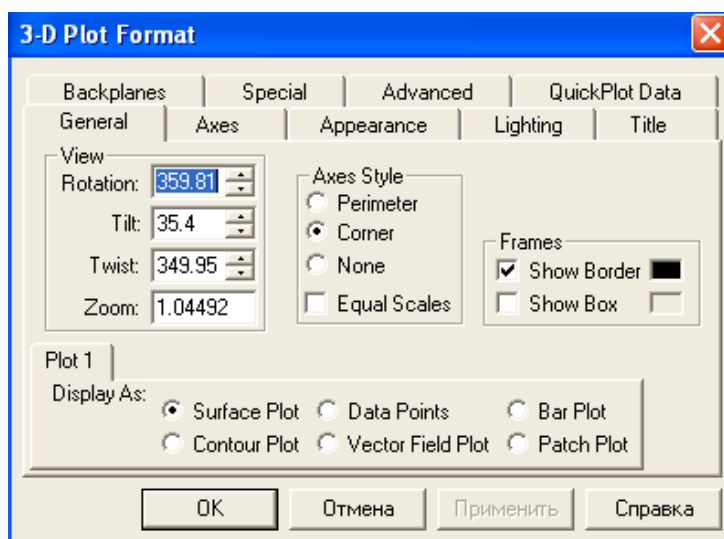 3-D Plot Format
Backplanes Special Advanced QuickPlot Data
General Axes Appearance Lighting Title
View
Rotation: 359.81
Tilt: 35.4
Twist: 349.95
Zoom: 1.04492
Axes Style
Perimeter
Corner
None
Equal Scales
Frames
Show Border
Show Box
Plot 1
Display As:
Surface Plot Data Points Bar Plot
Contour Plot Vector Field Plot Patch Plot
OK Отмена Применить Справка